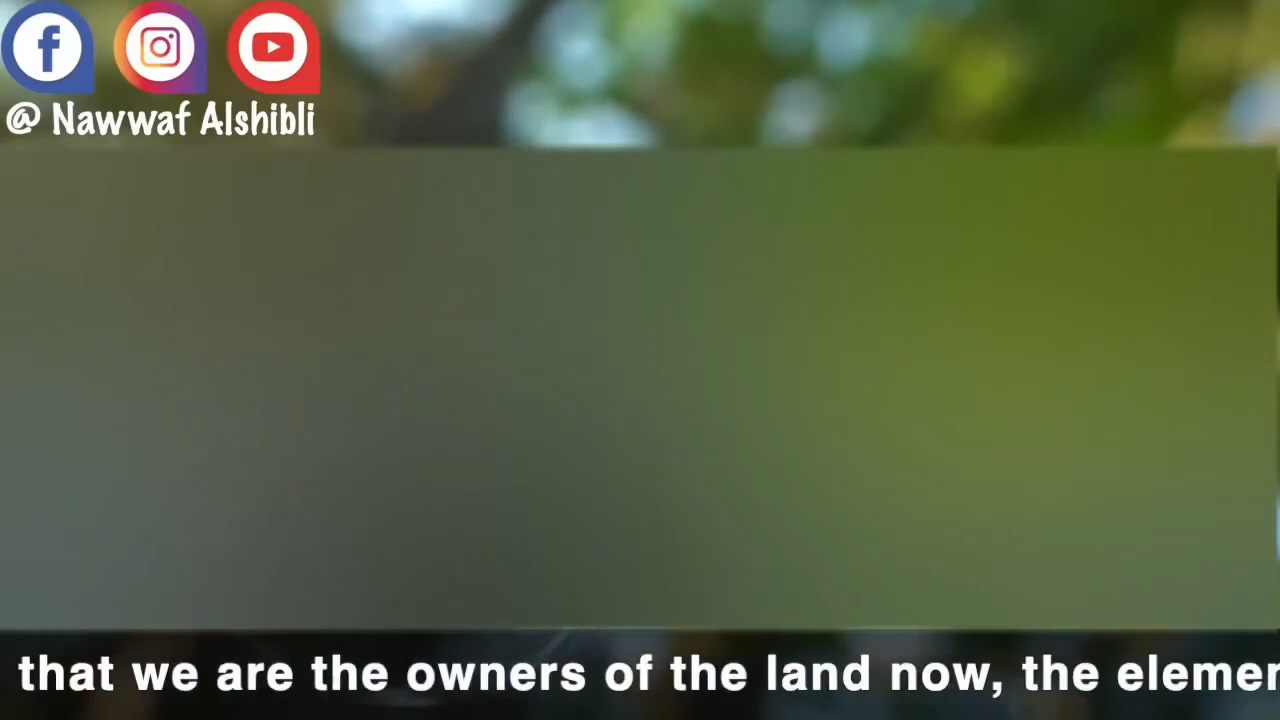 @ Nawwaf Alshibli
that we are the owners of the land now, the elemen